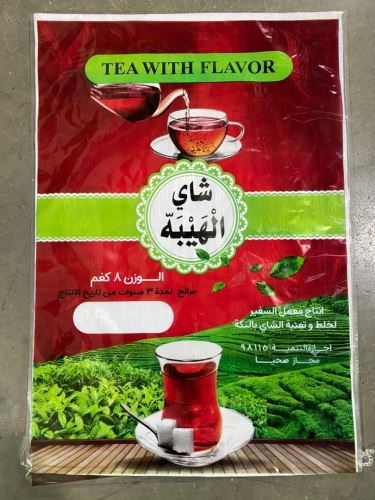 TEA WITH FLAVOR
شاي
الْهَيْبَة
الوزن ٨ كغم
صالح لمدة ٣ سنوات من تاريخ الانتاج
انتاج معمل السفير
لخلط و تعبئة الشاي بالنكهة
اجازة التنمية ٩٨١١٥
مجاز صحيا